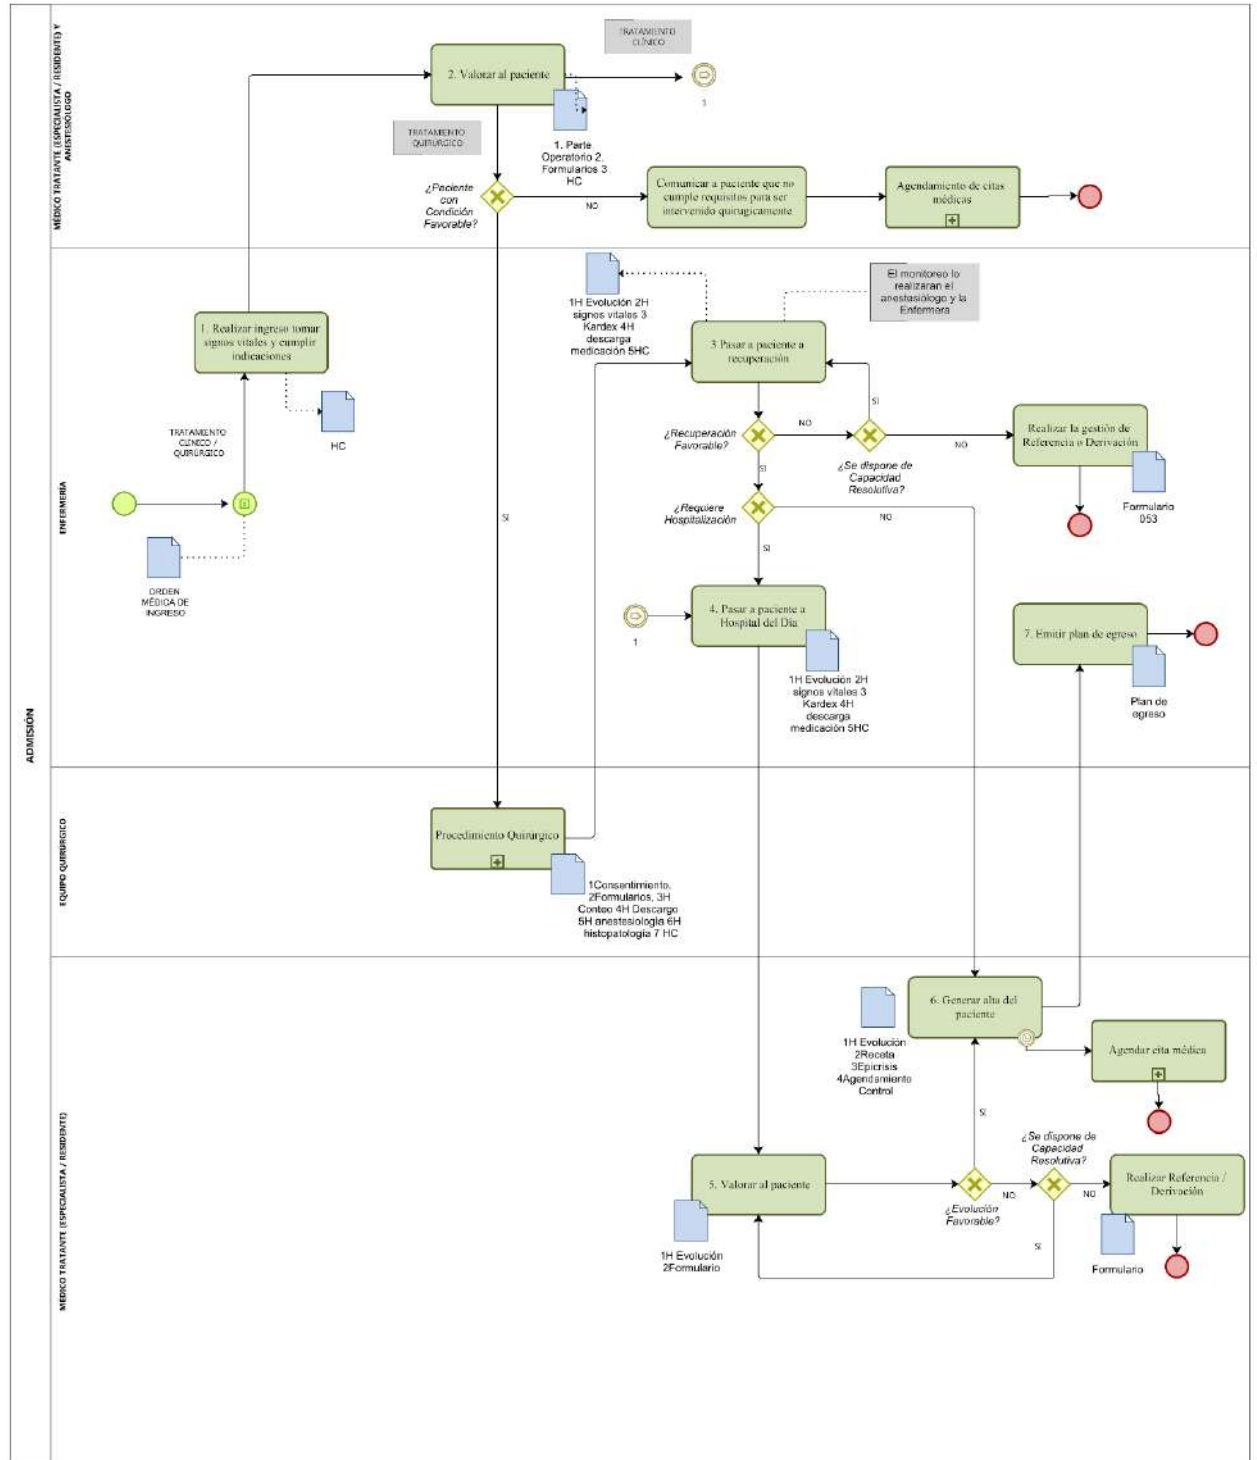 ADMISIÓN
MÉDICO TRATANTE (ESPECIALISTA / RESIDENTE) Y
ANESTESIÓLOGO
TRATAMIENTO
CLÍNICO
2. Valorar al paciente
1
TRATAMIENTO
QUIRÚRGICO
1. Parte
Operatorio 2.
Formularios 3
HC
¿Paciente
con
Condición
Favorable?
NO
Comunicar a paciente que no
cumple requisitos para ser
intervenido quirugicamente
Agendamiento de citas
médicas
ENFERMERÍA
1H Evolución 2H
signos vitales 3
Kardex 4H
descarga
medicación 5HC
El monitoreo lo
realizaran el
anestasiólogo y la
Enfermera
1. Realizar ingreso tomar
signos vitales y cumplir
indicaciones
3 Pasar a paciente a
recuperación
HC
TRATAMIENTO
CLÍNICO /
QUIRÚRGICO
SI
¿Recuperación
Favorable?
NO
¿Se dispone de
Capacidad
Resolutiva?
NO
Realizar la gestión de
Referencia o Derivación
Formulario
053
SI
¿Requiere
Hospitalización
NO
SI
SI
ORDEN
MÉDICA DE
INGRESO
1
4. Pasar a paciente a
Hospital del Día
1H Evolución 2H
signos vitales 3
Kardex 4H
descarga
medicación 5HC
7. Emitir plan de egreso
Plan de
egreso
EQUIPO QUIRÚRGICO
Procedimiento Quirúrgico
1Consentimiento,
2Formularios, 3H
Conteo 4H Descargo
5H anestesiología 6H
histopatología 7 HC
MEDICO TRATANTE (ESPECIALISTA / RESIDENTE)
6. Generar alta del
paciente
1H Evolución
2Receta
3Epicrisis
4Agendamiento
Control
Agendar cita médica
SI
¿Se dispone de
Capacidad
Resolutiva?
5. Valorar al paciente
NO
NO
Realizar Referencia /
Derivación
¿Evolución
Favorable?
SI
1H Evolución
2Formulario
Formulario